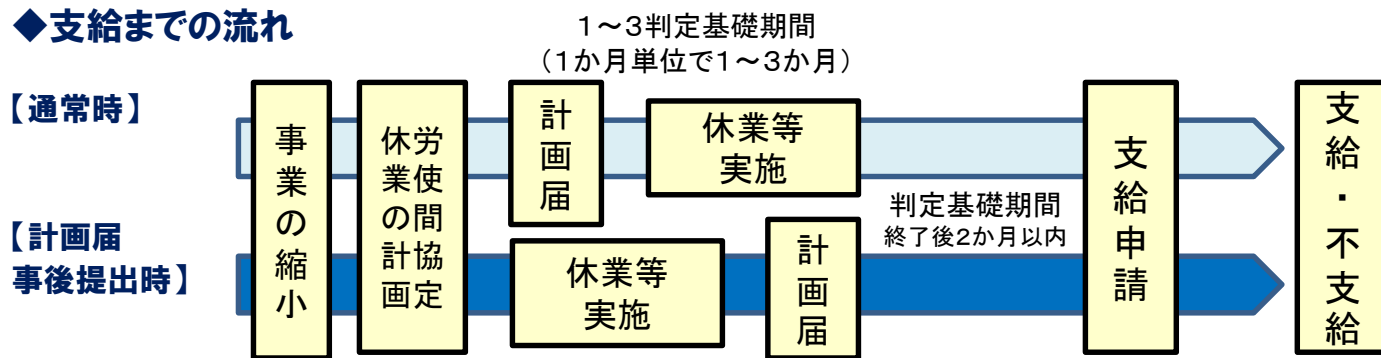 ◆支給までの流れ
1～3判定基礎期間
（1か月単位で1～3か月）
【通常時】
事業の縮小
労使間協定
休業の計画
計画届
休業等
実施
支給申請
支給・不支給
【計画届
事後提出時】
休業等
実施
計画届
判定基礎期間
終了後2か月以内